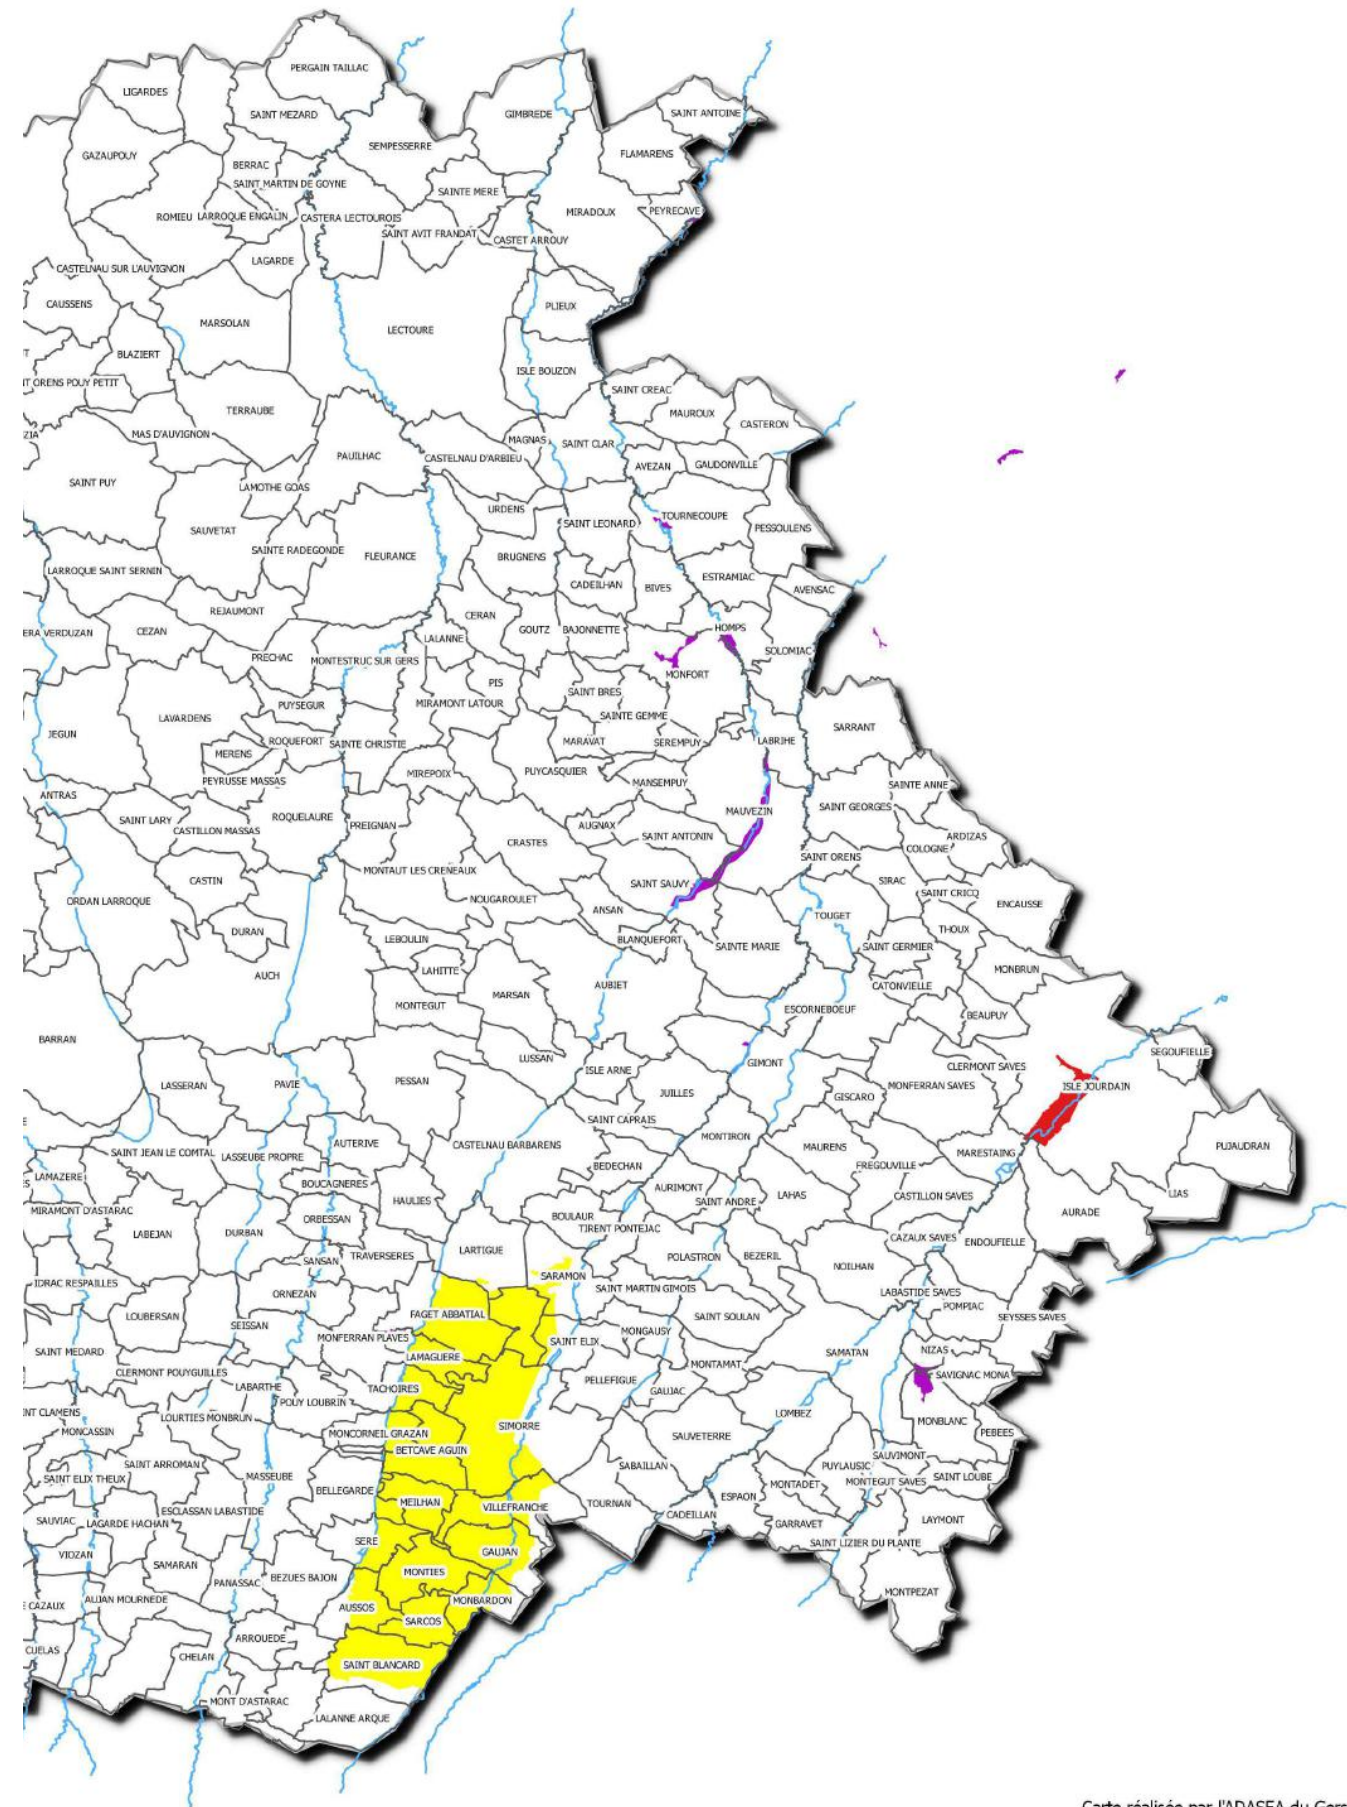 PERGAIN TAILLAC
LIGARDES
SAINT MEZARD
GIMBREDE
SAINT ANTOINE
SEMPESSERRE
GAZAUPOUY
FLAMARENS
BERRAC
SAINT MARTIN DE GOYNE
SAINTE MERE
ROMIEU
LARROQUE ENGALIN
CASTERA LECTOUROIS
MIRADOUX
PEYRECAVE
SAINT AVIT FRANDAT
CASTET ARROUY
LAGARDE
CASTELNAU SUR L'AUVIGNON
CAUSSENS
PLIEUX
MARSOLAN
LECTOURE
BLAZIERT
ISLE BOUZON
T ORENS POUY PETIT
SAINT CREAC
TERRAUBE
MAUROUX
CASTERON
ZIA
MAS D'AUVIGNON
MAGNAS
SAINT CLAR
PAUILHAC
CASTELNAU D'ARBIEU
AVEZAN
GAUDONVILLE
SAINT PUY
LAMOTHE GOAS
URDENS
TOURNECOUPE
SAINT LEONARD
PESSOULENS
SAUVETAT
SAINTE RADEGONDE
FLEURANCE
BRUGNENS
LARROQUE SAINT SERNIN
ESTRAMIAC
CADEILHAN
BIVES
AVENSAC
REJAUMONT
CERAN
ERA VERDUZAN
CEZAN
GOUTZ
BAJONNETTE
HOMPS
LALANNE
SOLOMIAC
PRECHAC
MONTESTRUC SUR GERS
MONFORT
PIS
SAINT BRES
PUYSEGUR
MIRAMONT LATOUR
LAVARDENS
SAINTE GEMME
SARRANT
JEGUN
ROQUEFORT
SAINTE CHRISTIE
MARAVAT
SEREMPUY
LABRIHE
MERENS
PUYCASQUIER
MIREPOIX
PEYRUSSE MASSAS
MANSEMPUY
SAINTE ANNE
ANTRAS
SAINT GEORGES
MAUVEZIN
ROQUELAURE
SAINT LARY
PREIGNAN
AUGNAX
CASTILLON MASSAS
SAINT ANTONIN
ARDIZAS
CRASTES
COLOGNE
SAINT ORENS
MONTAUT LES CRENEAUX
CASTIN
SIRAC
SAINT SAUVY
SAINT CRICQ
NOUGAROULET
ORDAN LARROQUE
ENCAUSSE
ANSAN
TOUGET
THOUX
DURAN
LEBOULIN
BLANQUEFORT
SAINTE MARIE
SAINT GERMIER
LAHITTE
MONBRUN
AUCH
AUBIET
CATONVIELLE
MARSAN
MONTEGUT
ESCORNEBOEUF
BEAUPUY
BARRAN
SEGOUFIELLE
LUSSAN
GIMONT
CLERMONT SAVES
ISLE ARNE
LASSERAN
PAVIE
PESSAN
MONFERRAN SAVES
ISLE JOURDAIN
JUILLES
GISCARO
SAINT CAPRAIS
MONTIRON
AUTERIVE
CASTELNAU BARBARENS
MAURENS
PUJAUDRAN
SAINT JEAN LE COMTAL
LASSEUBE PROPRE
MARESTAING
BEDECHAN
FREGOUVILLE
LAMAZERE
BOUCAGNERES
AURIMONT
LIAS
HAULIES
SAINT ANDRE
LAHAS
CASTILLON SAVES
MIRAMONT D'ASTARAC
AURADE
ORBESSAN
BOULAUR
LABEJAN
DURBAN
TIRENT PONTEJAC
CAZAUX SAVES
ENDOUFIELLE
LARTIGUE
TRAVERSERES
POLASTRON
BEZERIL
SANSAN
NOILHAN
SARAMON
IDRAC RESPAILLES
SAINT MARTIN GIMOIS
ORNEZAN
LABASTIDE SAVES
POMPIAC
LOUBERSAN
FAGET ABBATIAL
SAINT SOULAN
SEYSSES SAVES
SEISSAN
MONGAUSY
MONFERRAN PLAVES
SAINT ELIX
SAINT MEDARD
SAMATAN
NIZAS
LAMAGUERE
MONTAMAT
CLERMONT POUYGUILLES
SAVIGNAC MONA
PELLEFIGUE
LABARTHE
TACHOIRES
GAUJAC
POUY LOUBRIN
NT CLAMENS
LOURTIES MONBRUN
LOMBEZ
MONBLANC
SIMORRE
MONCASSIN
MONCORNEIL GRAZAN
PEBEES
SAUVETERRE
BETCAVE AGUIN
SAUVIMONT
SAINT ARROMAN
PUYLAUSIC
SABAILLAN
SAINT ELIX THEUX
MASSEUBE
SAINT LOUBE
MONTADET
MONTEGUT SAVES
BELLEGARDE
ESPAON
MEILHAN
VILLEFRANCHE
TOURNAN
ESCLASSAN LABASTIDE
CADEILLAN
SAUVIAC
LAGARDE HACHAN
LAYMONT
GARRAVET
SERE
SAINT LIZIER DU PLANTE
GAUJAN
VIOZAN
SAMARAN
MONTIES
BEZUES BAJON
PANASSAC
MONTPEZAT
AUJAN MOURNEDE
MONBARDON
E CAZAUX
AUSSOS
SARCOS
ARROUEDE
CUELAS
CHELAN
SAINT BLANCARD
MONT D'ASTARAC
LALANNE ARQUE
Carte réalisée par l'ADASEA du Gers